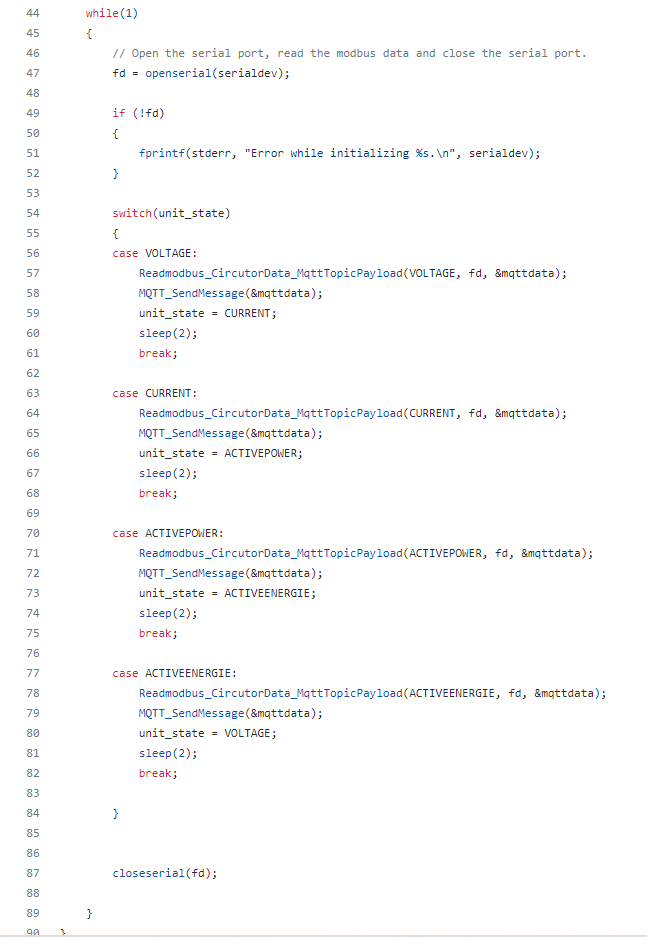 44 while(1)
45 {
46 // Open the serial port, read the modbus data and close the serial port.
47 fd = openserial(serialdev);
48
49 if (!fd)
50 {
51 fprintf(stderr, "Error while initializing %s.\n", serialdev);
52 }
53
54 switch(unit_state)
55 {
56 case VOLTAGE:
57 Readmodbus_CircutorData_MqttTopicPayload(VOLTAGE, fd, &mqttdata);
58 MQTT_SendMessage(&mqttdata);
59 unit_state = CURRENT;
60 sleep(2);
61 break;
62
63 case CURRENT:
64 Readmodbus_CircutorData_MqttTopicPayload(CURRENT, fd, &mqttdata);
65 MQTT_SendMessage(&mqttdata);
66 unit_state = ACTIVEPOWER;
67 sleep(2);
68 break;
69
70 case ACTIVEPOWER:
71 Readmodbus_CircutorData_MqttTopicPayload(ACTIVEPOWER, fd, &mqttdata);
72 MQTT_SendMessage(&mqttdata);
73 unit_state = ACTIVEENERGIE;
74 sleep(2);
75 break;
76
77 case ACTIVEENERGIE:
78 Readmodbus_CircutorData_MqttTopicPayload(ACTIVEENERGIE, fd, &mqttdata);
79 MQTT_SendMessage(&mqttdata);
80 unit_state = VOLTAGE;
81 sleep(2);
82 break;
83
84 }
85
86
87 closeserial(fd);
88
89 }
90 }